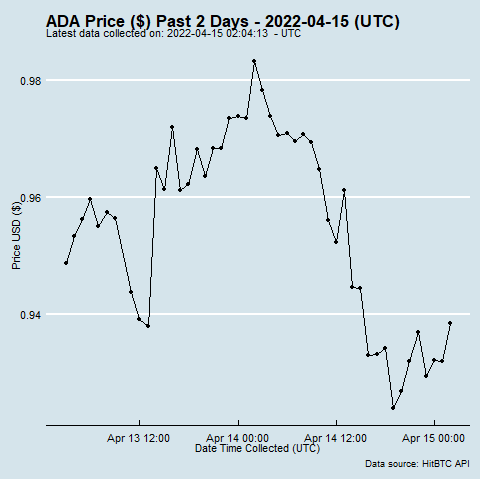 ADA Price ($) Past 2 Days - 2022-04-15 (UTC)
Latest data collected on: 2022-04-15 02:04:13  - UTC
0.98
0.96
0.94
Price USD ($)
Apr 13 12:00
Apr 14 00:00
Apr 14 12:00
Apr 15 00:00
Date Time Collected (UTC)
Data source: HitBTC API